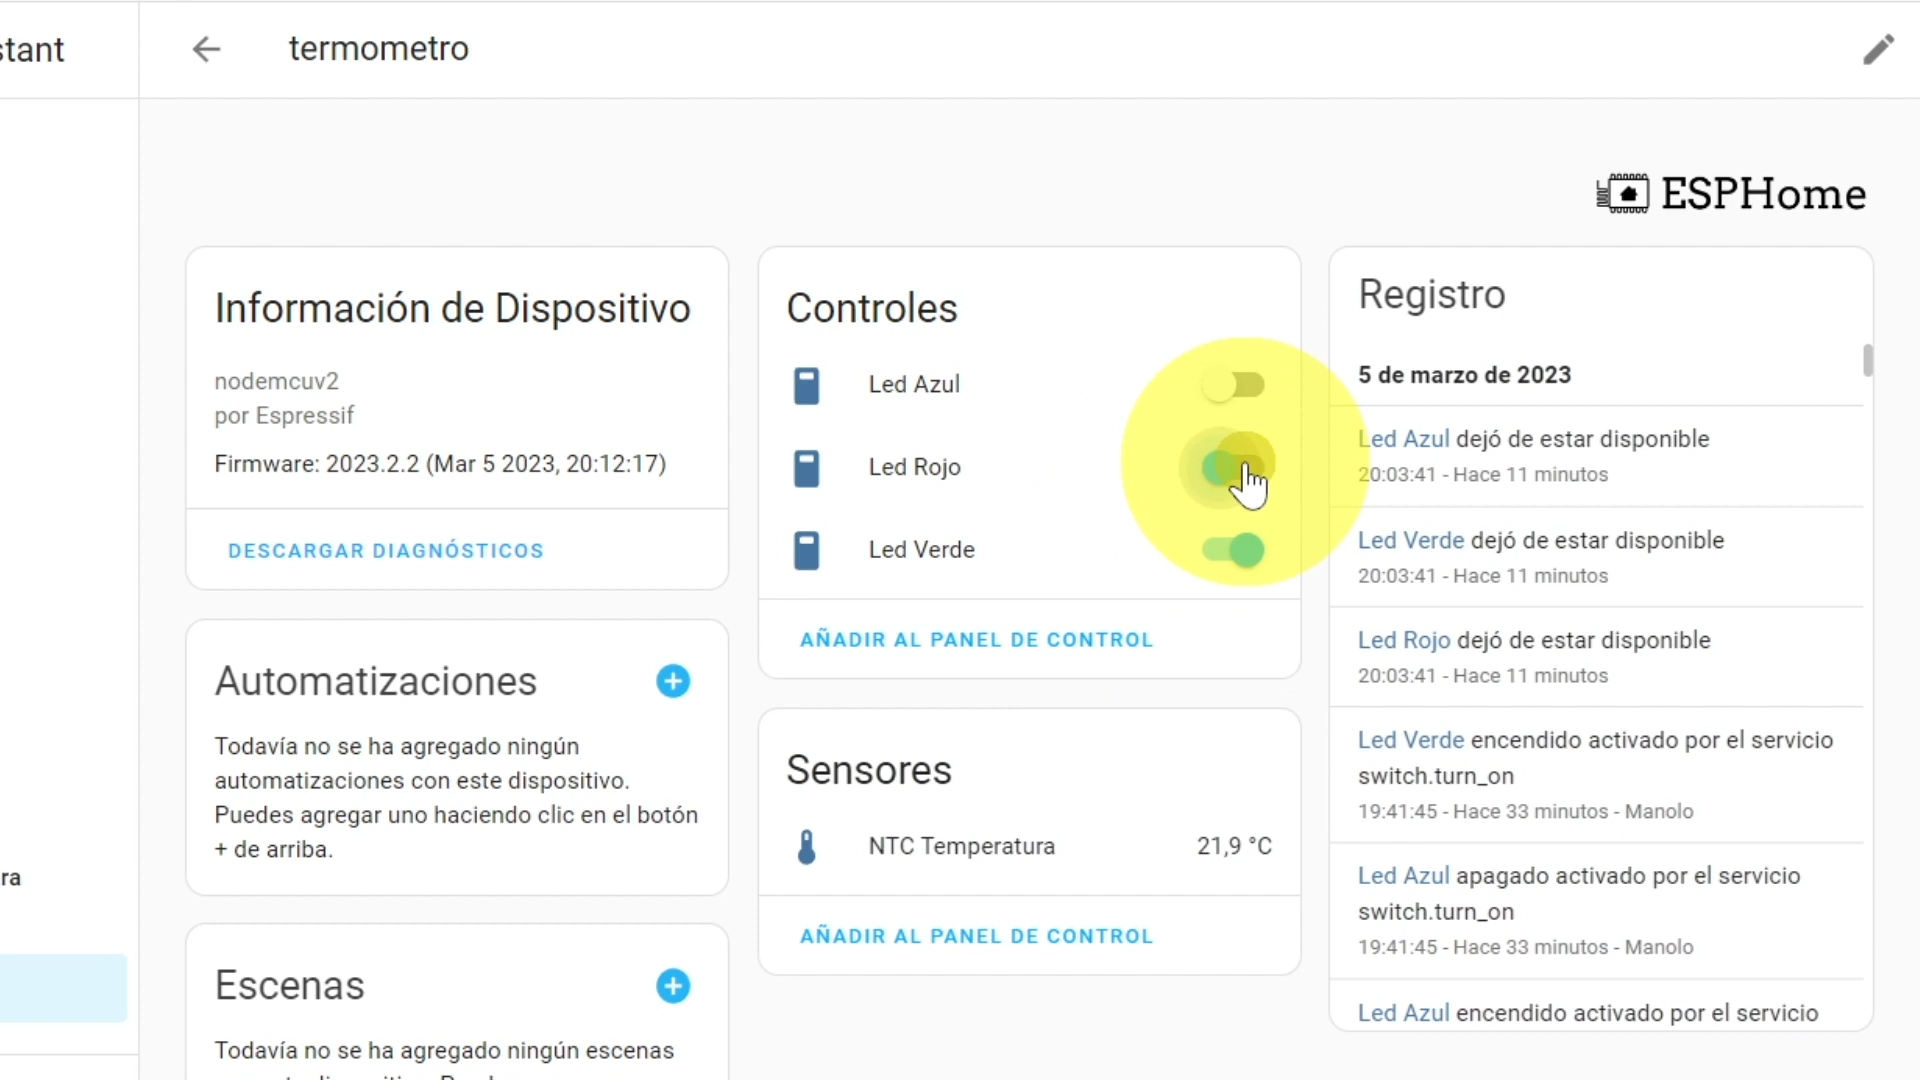 stant
termometro
ESPHome
Información de Dispositivo
nodemcuv2
por Espressif
Firmware: 2023.2.2 (Mar 5 2023, 20:12:17)
DESCARGAR DIAGNÓSTICOS
Automatizaciones
Todavía no se ha agregado ningún
automatizaciones con este dispositivo.
Puedes agregar uno haciendo clic en el botón
+ de arriba.
ra
Escenas
Todavía no se ha agregado ningún escenas
Controles
Led Azul
Led Rojo
Led Verde
AÑADIR AL PANEL DE CONTROL
Sensores
NTC Temperatura 21,9 °C
AÑADIR AL PANEL DE CONTROL
Registro
5 de marzo de 2023
Led Azul dejó de estar disponible
20:03:41 - Hace 11 minutos
Led Verde dejó de estar disponible
20:03:41 - Hace 11 minutos
Led Rojo dejó de estar disponible
20:03:41 - Hace 11 minutos
Led Verde encendido activado por el servicio
switch.turn_on
19:41:45 - Hace 33 minutos - Manolo
Led Azul apagado activado por el servicio
switch.turn_on
19:41:45 - Hace 33 minutos - Manolo
Led Azul encendido activado por el servicio